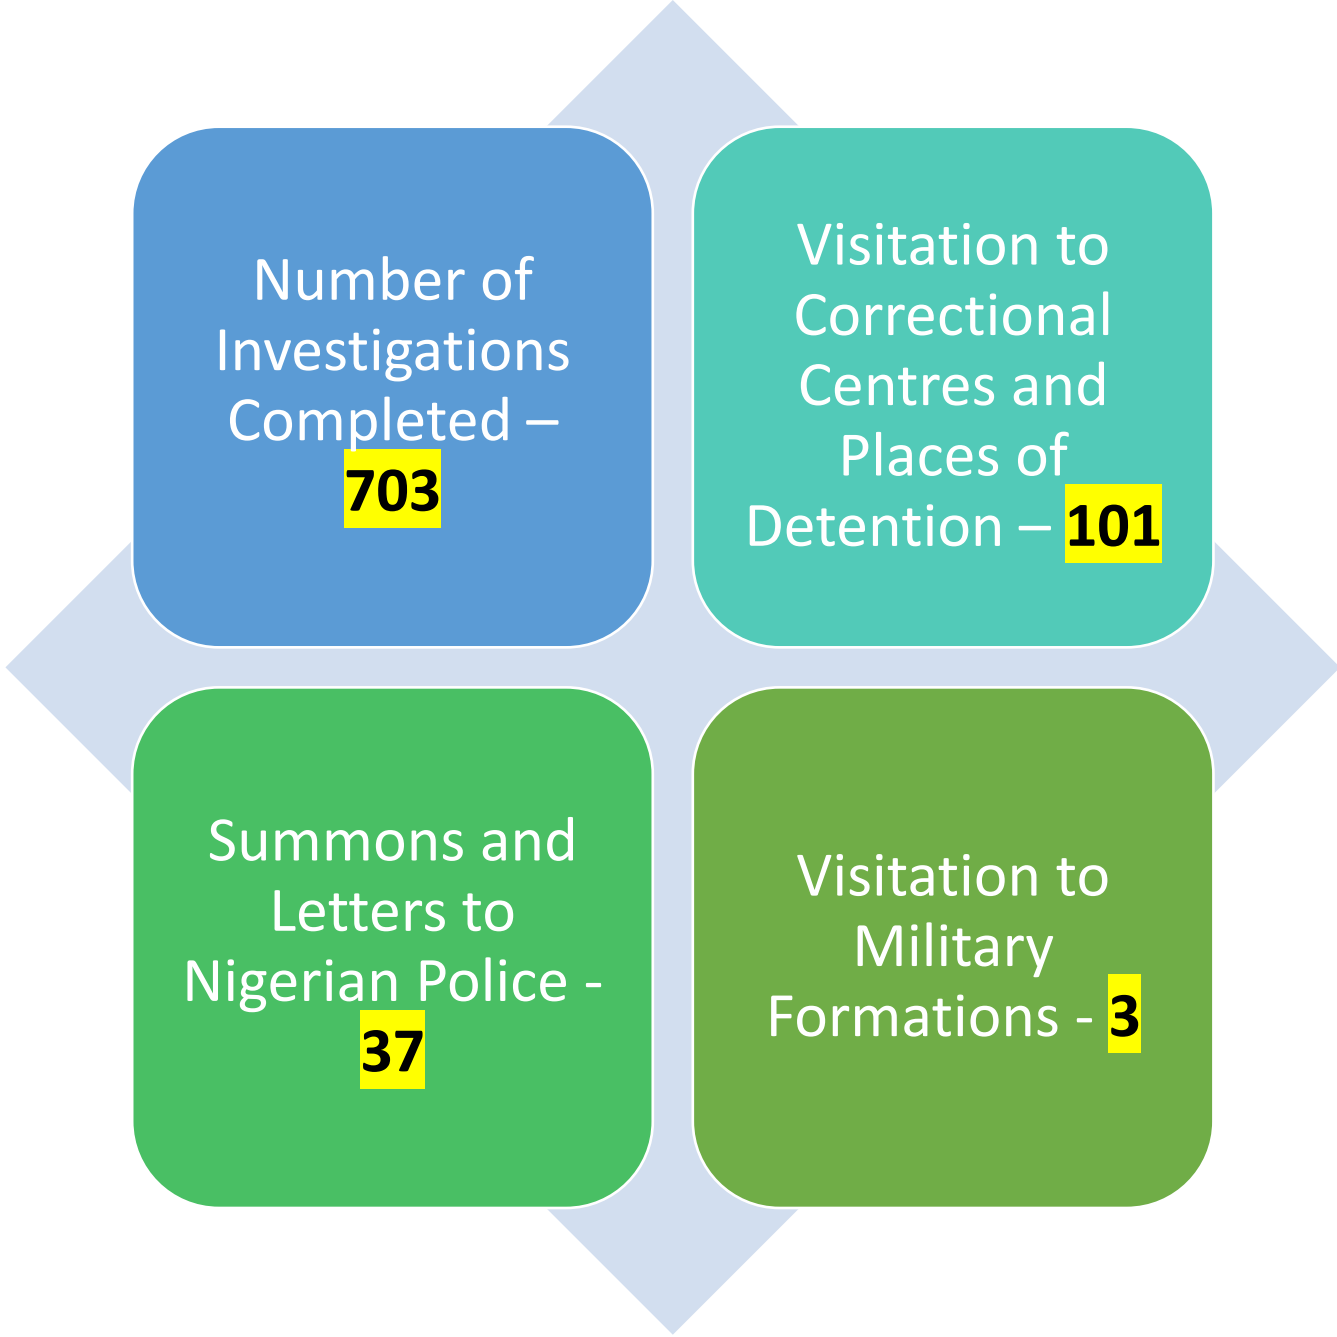 Number of
Investigations
Completed –
703
Visitation to
Correctional
Centres and
Places of
Detention – 101
Summons and
Letters to
Nigerian Police -
37
Visitation to
Military
Formations - 3